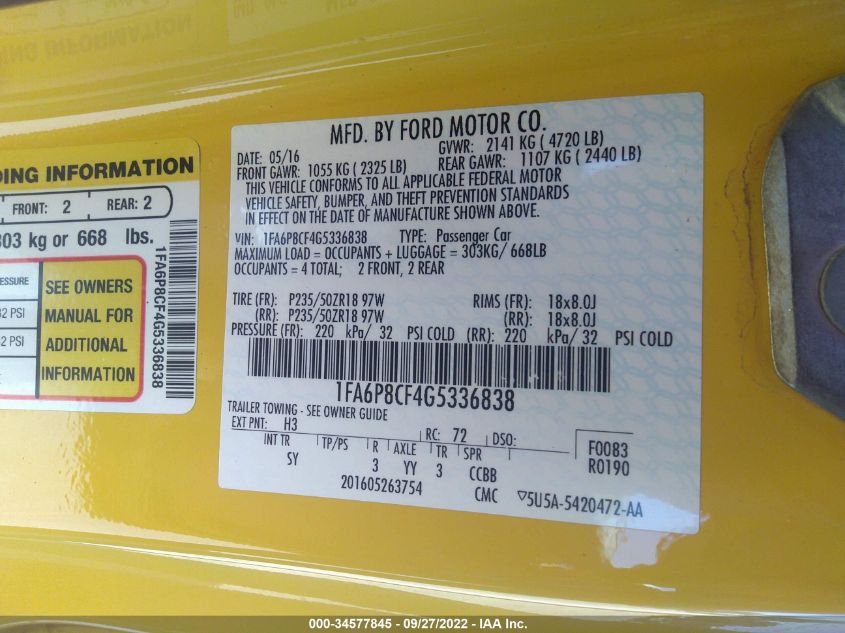 DING INFORMATION
FRONT: 2 REAR: 2
303 kg or 668 lbs.
SEE OWNERS
MANUAL FOR
ADDITIONAL
INFORMATION
1FA6P8CF4G5336838
MFD. BY FORD MOTOR CO.
DATE: 05/16 GVWR: 2141 KG ( 4720 LB)
FRONT GAWR: 1055 KG ( 2325 LB) REAR GAWR: 1107 KG ( 2440 LB)
THIS VEHICLE CONFORMS TO ALL APPLICABLE FEDERAL MOTOR
VEHICLE SAFETY, BUMPER, AND THEFT PREVENTION STANDARDS
IN EFFECT ON THE DATE OF MANUFACTURE SHOWN ABOVE.
VIN: 1FA6P8CF4G5336838 TYPE: Passenger Car
MAXIMUM LOAD = OCCUPANTS + LUGGAGE = 303KG/ 668LB
OCCUPANTS = 4 TOTAL; 2 FRONT, 2 REAR
TIRE (FR): P235/50ZR18 97W RIMS (FR): 18x8.0J
(RR): P235/50ZR18 97W (RR): 18x8.0J
PRESSURE (FR): 220 kPa/ 32 PSI COLD (RR): 220 kPa/ 32 PSI COLD
1FA6P8CF4G5336838
TRAILER TOWING - SEE OWNER GUIDE
EXT PNT: H3 RC: 72 DSO: F0083
INT TR TP/PS R AXLE TR SPR R0190
SY 3 YY 3 CCBB
201605263754 CMC ▽5U5A-5420472-AA
000-34577845 - 09/27/2022 - IAA Inc.